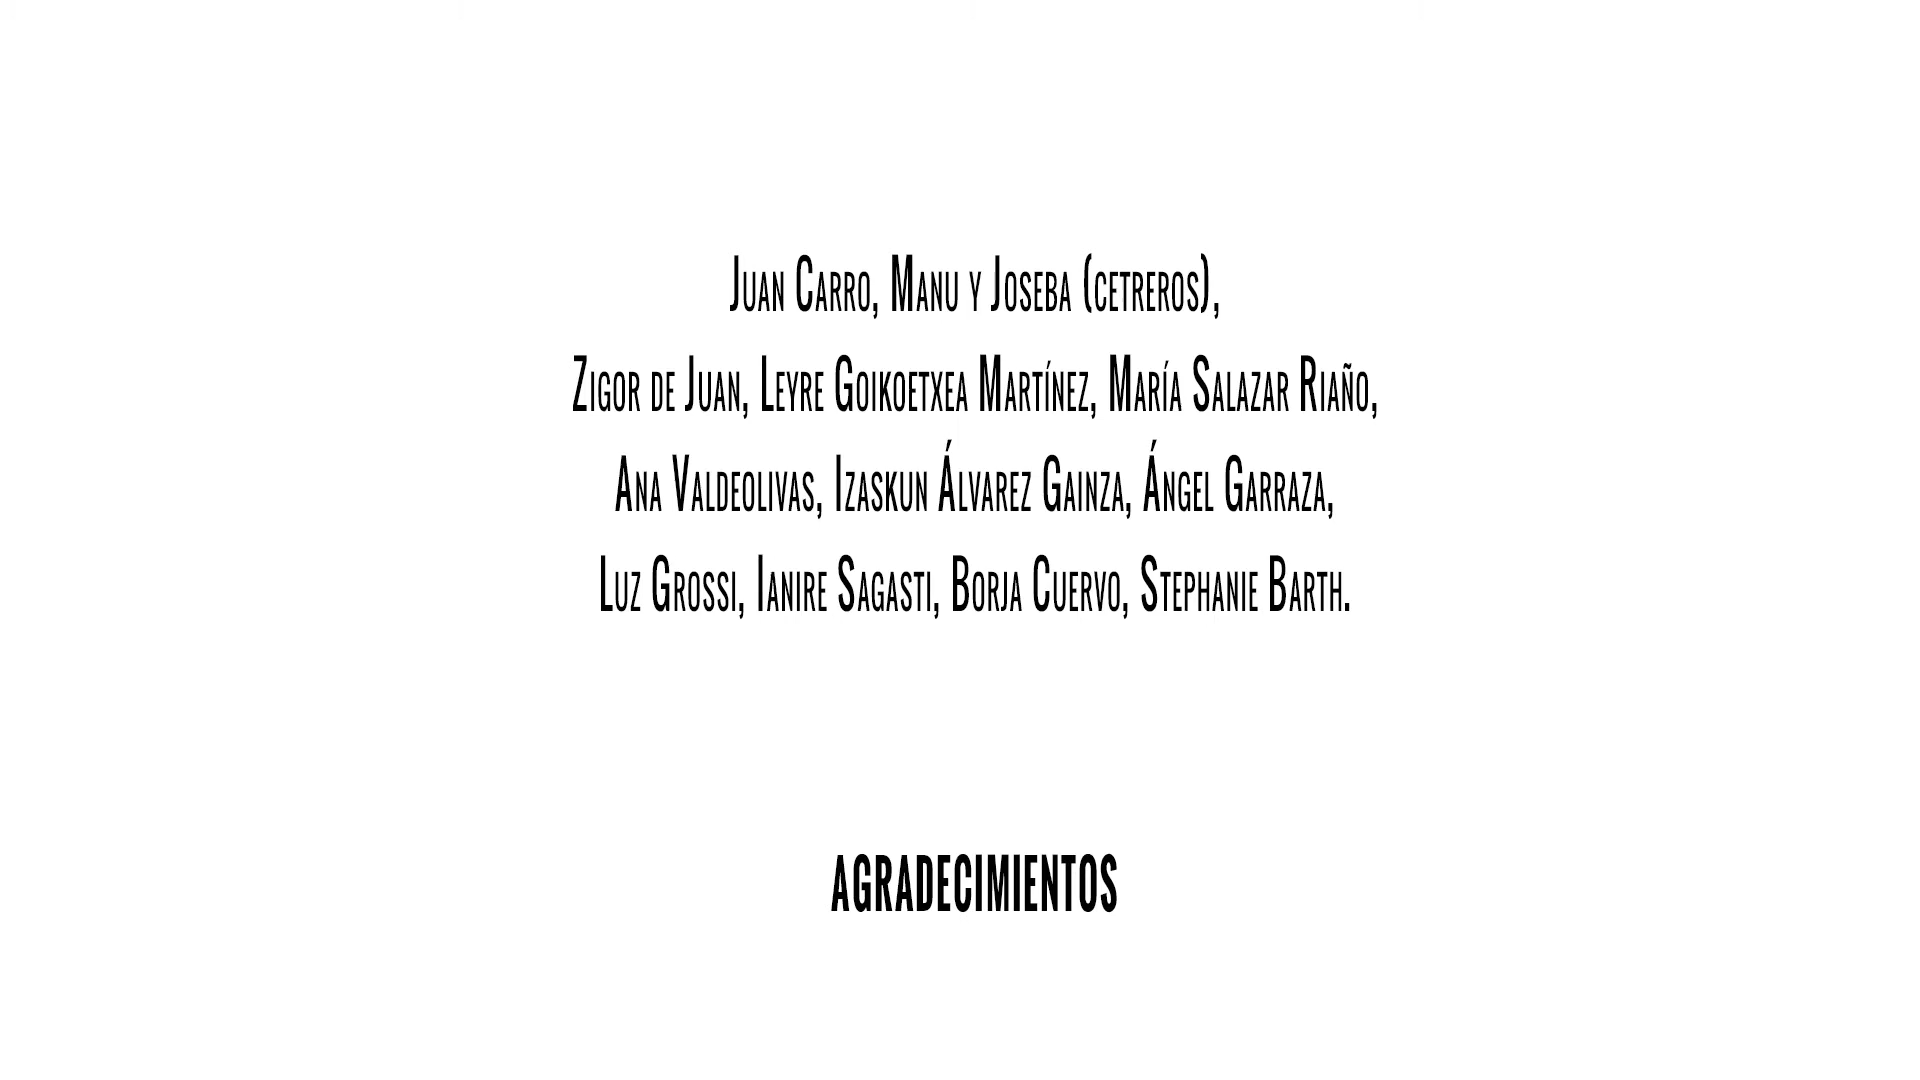 Juan Carro, Manu y Joseba (cetreros),
Zigor de Juan, Leyre Goikoetxea Martínez, María Salazar Riaño,
Ana Valdeolivas, Izaskun Álvarez Gainza, Ángel Garraza,
Luz Grossi, Ianire Sagasti, Borja Cuervo, Stephanie Barth.
AGRADECIMIENTOS